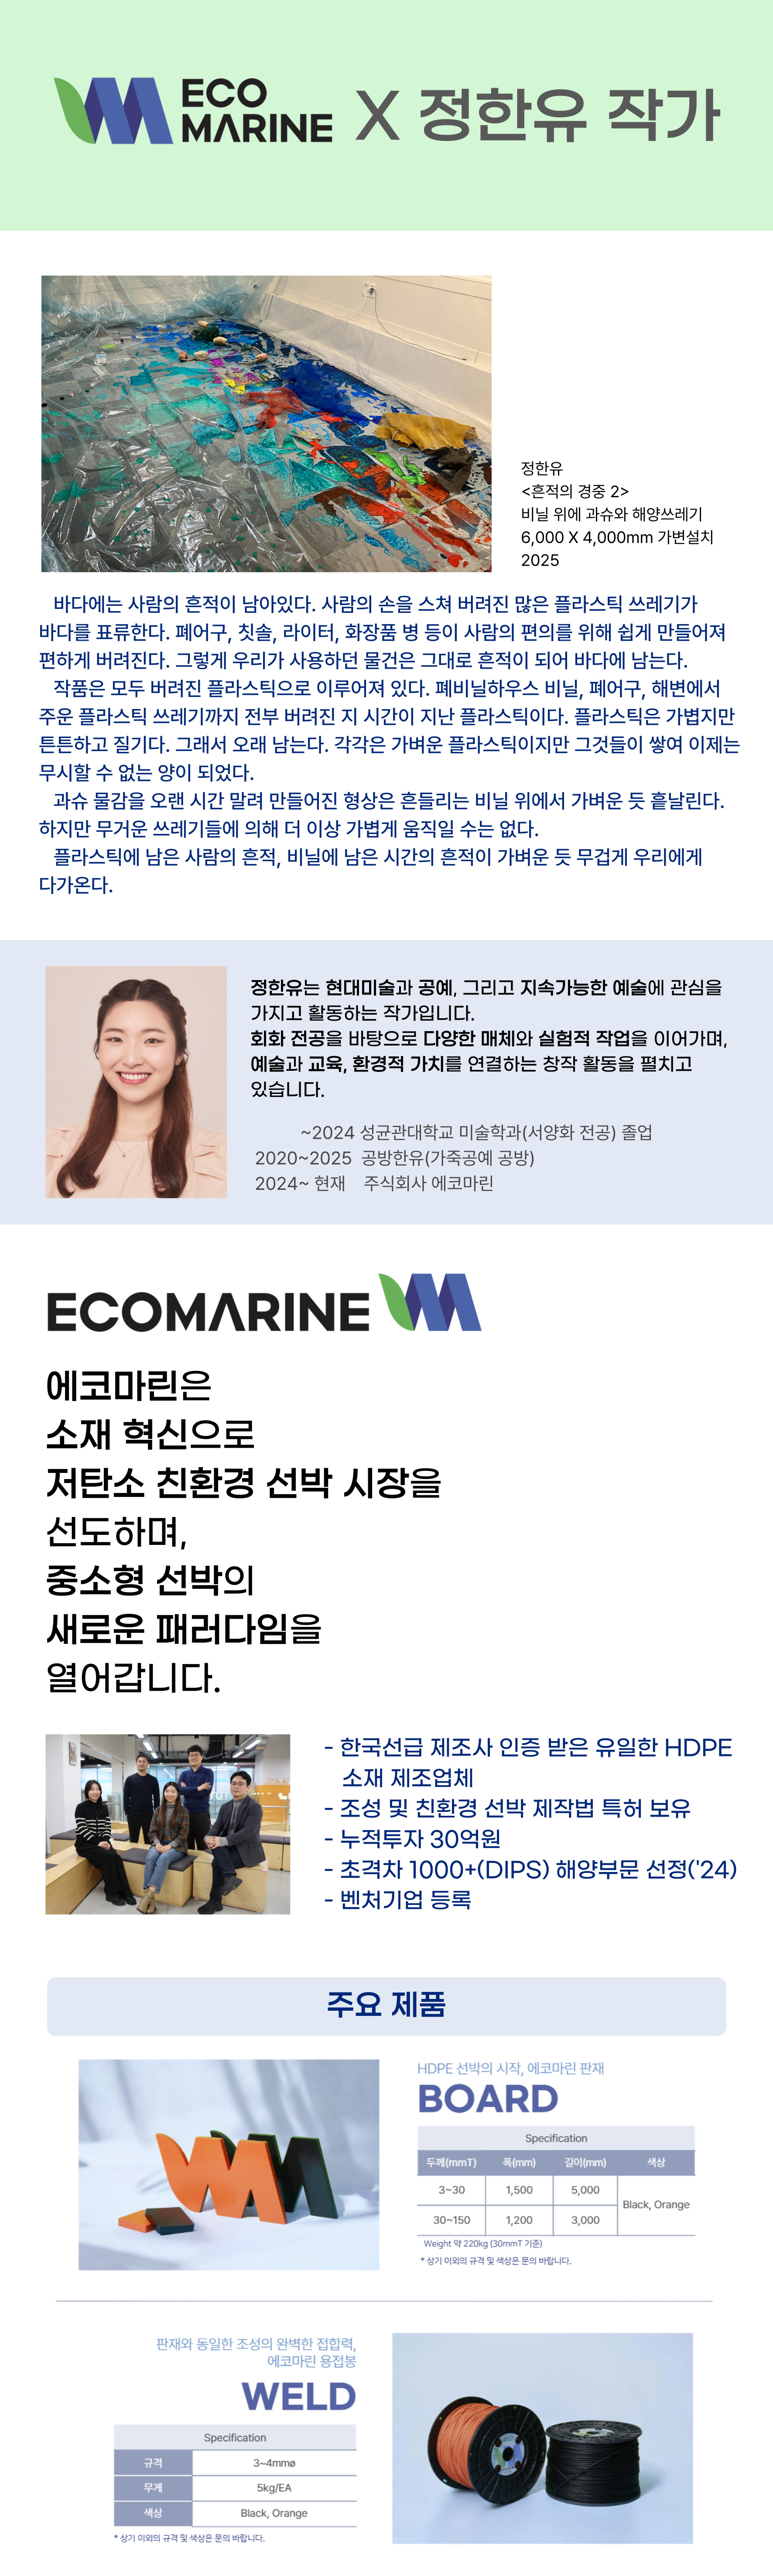 ECO
MARINE X 정한유 작가
정한유
<흔적의 경중 2>
비닐 위에 과슈와 해양쓰레기
6,000 X 4,000mm 가변설치
2025
바다에는 사람의 흔적이 남아있다. 사람의 손을 스쳐 버려진 많은 플라스틱 쓰레기가
바다를 표류한다. 폐어구, 칫솔, 라이터, 화장품 병 등이 사람의 편의를 위해 쉽게 만들어져
편하게 버려진다. 그렇게 우리가 사용하던 물건은 그대로 흔적이 되어 바다에 남는다.
작품은 모두 버려진 플라스틱으로 이루어져 있다. 폐비닐하우스 비닐, 폐어구, 해변에서
주운 플라스틱 쓰레기까지 전부 버려진 지 시간이 지난 플라스틱이다. 플라스틱은 가볍지만
튼튼하고 질기다. 그래서 오래 남는다. 각각은 가벼운 플라스틱이지만 그것들이 쌓여 이제는
무시할 수 없는 양이 되었다.
과슈 물감을 오랜 시간 말려 만들어진 형상은 흔들리는 비닐 위에서 가벼운 듯 흩날린다.
하지만 무거운 쓰레기들에 의해 더 이상 가볍게 움직일 수는 없다.
플라스틱에 남은 사람의 흔적, 비닐에 남은 시간의 흔적이 가벼운 듯 무겁게 우리에게
다가온다.
정한유는 현대미술과 공예, 그리고 지속가능한 예술에 관심을
가지고 활동하는 작가입니다.
회화 전공을 바탕으로 다양한 매체와 실험적 작업을 이어가며,
예술과 교육, 환경적 가치를 연결하는 창작 활동을 펼치고
있습니다.
~2024 성균관대학교 미술학과(서양화 전공) 졸업
2020~2025 공방한유(가죽공예 공방)
2024~ 현재 주식회사 에코마린
ECOMARINE
에코마린은
소재 혁신으로
저탄소 친환경 선박 시장을
선도하며,
중소형 선박의
새로운 패러다임을
열어갑니다.
- 한국선급 제조사 인증 받은 유일한 HDPE
소재 제조업체
- 조성 및 친환경 선박 제작법 특허 보유
- 누적투자 30억원
- 초격차 1000+(DIPS) 해양부문 선정('24)
- 벤처기업 등록
주요 제품
HDPE 선박의 시작, 에코마린 판재
BOARD
Specification
두께(mmT) 폭(mm) 길이(mm) 색상
3~30 1,500 5,000 Black, Orange
30~150 1,200 3,000
Weight 약 220kg (30mmT 기준)
* 상기 이외의 규격 및 색상은 문의 바랍니다.
판재와 동일한 조성의 완벽한 접합력,
에코마린 용접봉
WELD
Specification
규격 3~4mmø
무게 5kg/EA
색상 Black, Orange
* 상기 이외의 규격 및 색상은 문의 바랍니다.